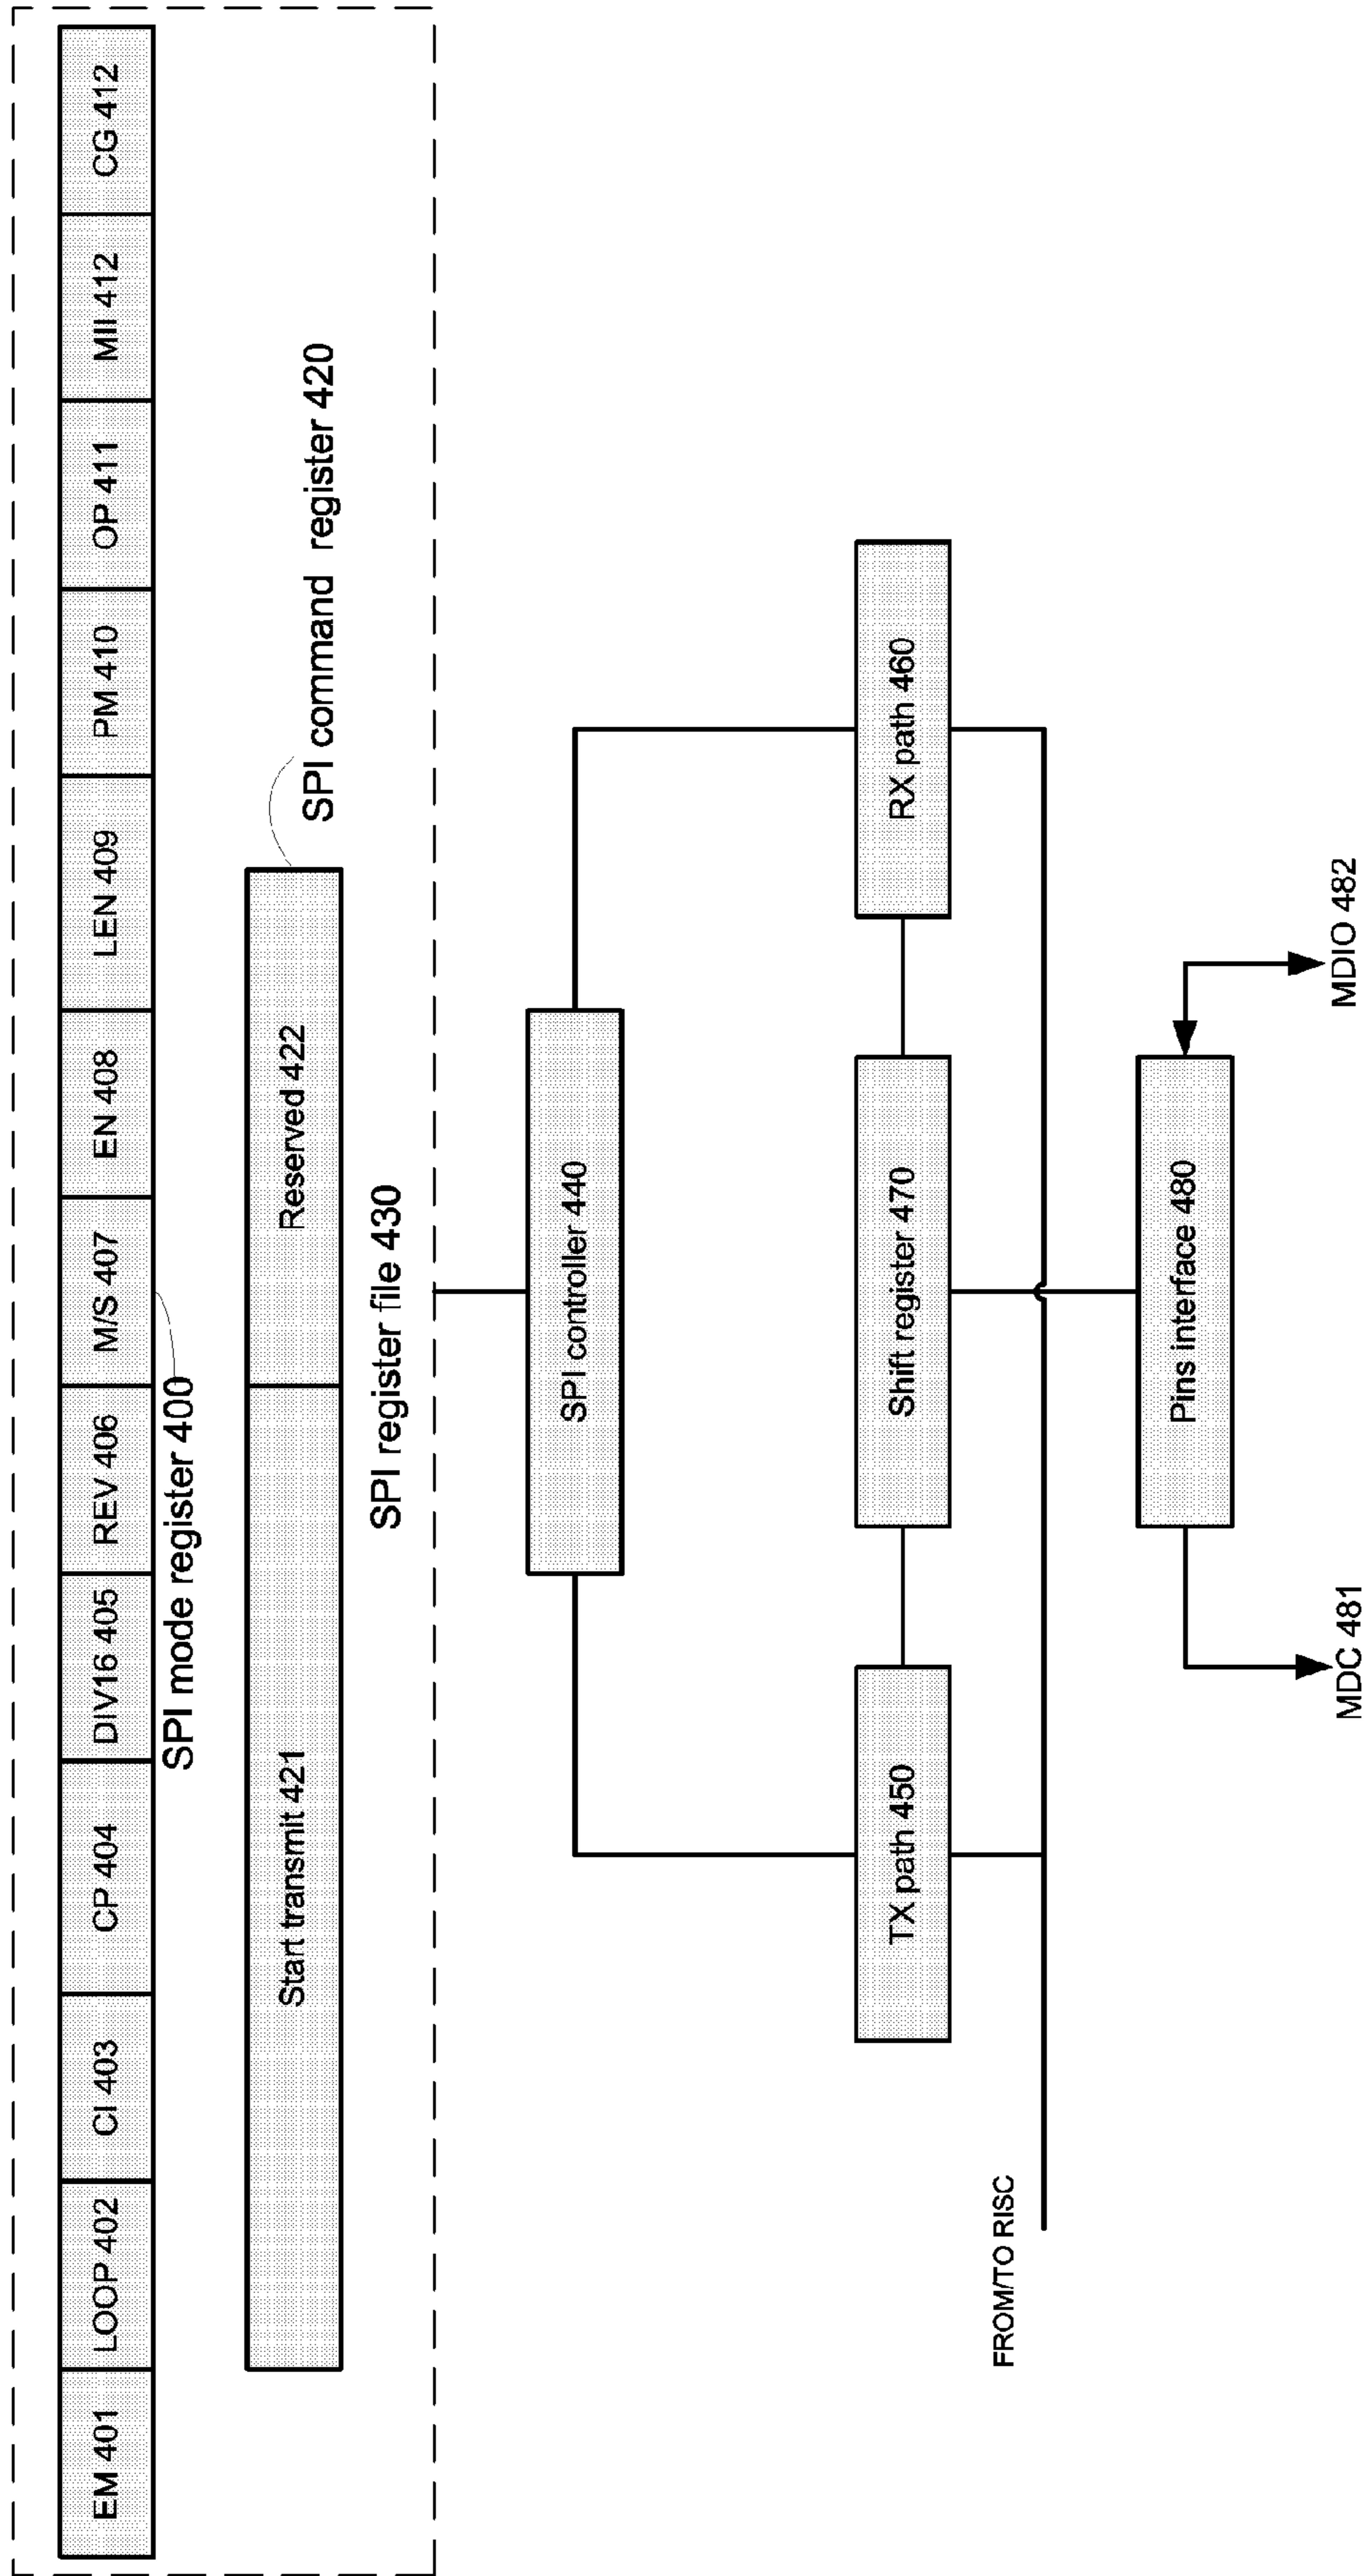 EM 401
LOOP 402
CI 403
CP 404
DIV16 405
REV 406
M/S 407
EN 408
LEN 409
PM 410
OP 411
MII 412
CG 412
SPI mode register 400
Start transmit 421
Reserved 422
SPI command register 420
SPI register file 430
SPI controller 440
TX path 450
Shift register 470
RX path 460
FROM/TO RISC
Pins interface 480
MDC 481
MDIO 482